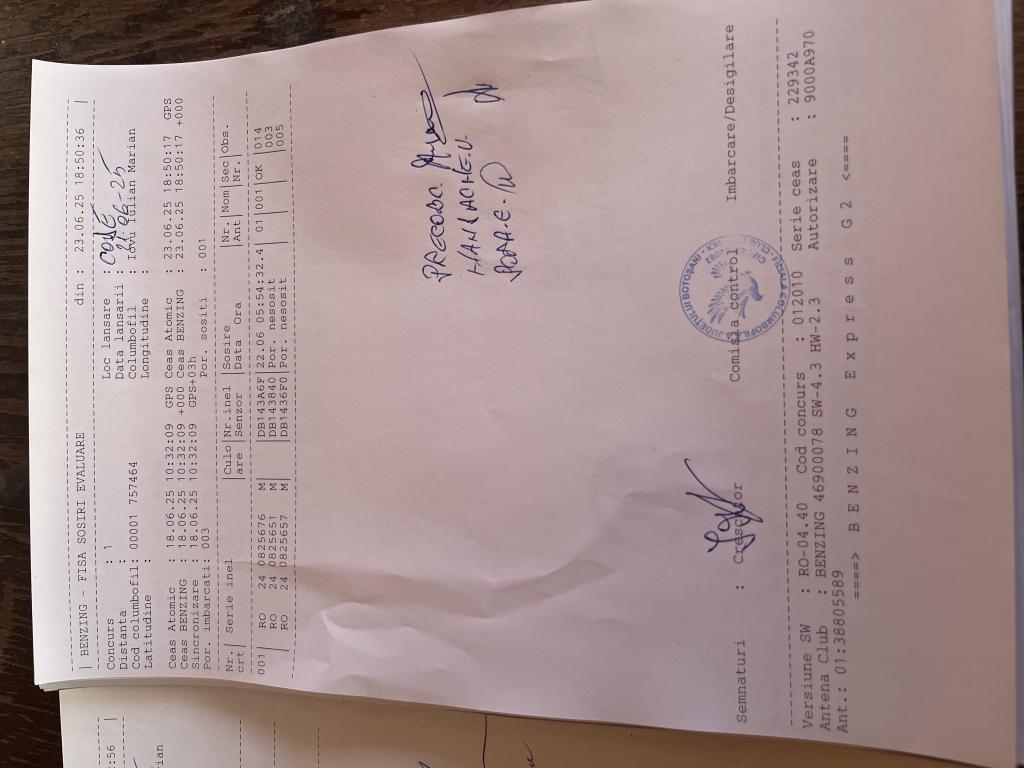 | BENZING - FISA SOSIRI EVALUARE din : 23.06.25 18:50:36 |
Concurs : 1 Loc lansare :
Distanta : Data lansarii : 21-06-25
Cod columbofil: 00001 757464 Columbofil : Iovu Iulian Marian
Latitudine : Longitudine :
Ceas Atomic : 18.06.25 10:32:09 GPS Ceas Atomic : 23.06.25 18:50:17 GPS
Ceas BENZING : 18.06.25 10:32:09 +000 Ceas BENZING : 23.06.25 18:50:17 +000
Sincronizare : 18.06.25 10:32:09 GPS+03h
Por. imbarcati: 003 Por. sositi : 001
Nr. | Serie inel |Culo|Nr.inel |Sosire |Nr. |Nom|Sec|Obs.
crt| |are |Senzor |Data Ora |Ant| |Nr.|
001 | RO 24 0825676 M | |DB143A6F|22.06 05:54:32.4| 01|001|OK |014
| RO 24 0825651 M | |DB143840|Por. nesosit | | | |003
| RO 24 0825657 M | |DB1436F0|Por. nesosit | | | |005
HANACHE.V.
Semnaturi : Crescator Comisia control Imbarcare/Desigilare
JUDETULUI BOTOȘANI
Versiune SW : RO-04.40 Cod concurs : 012010 Serie ceas : 229342
Antena Club : BENZING 46900078 SW-4.3 HW-2.3 Autorizare : 9000A970
Ant.: 01:38805589
====> B E N Z I N G E x p r e s s G 2 <====
:56 |
rian